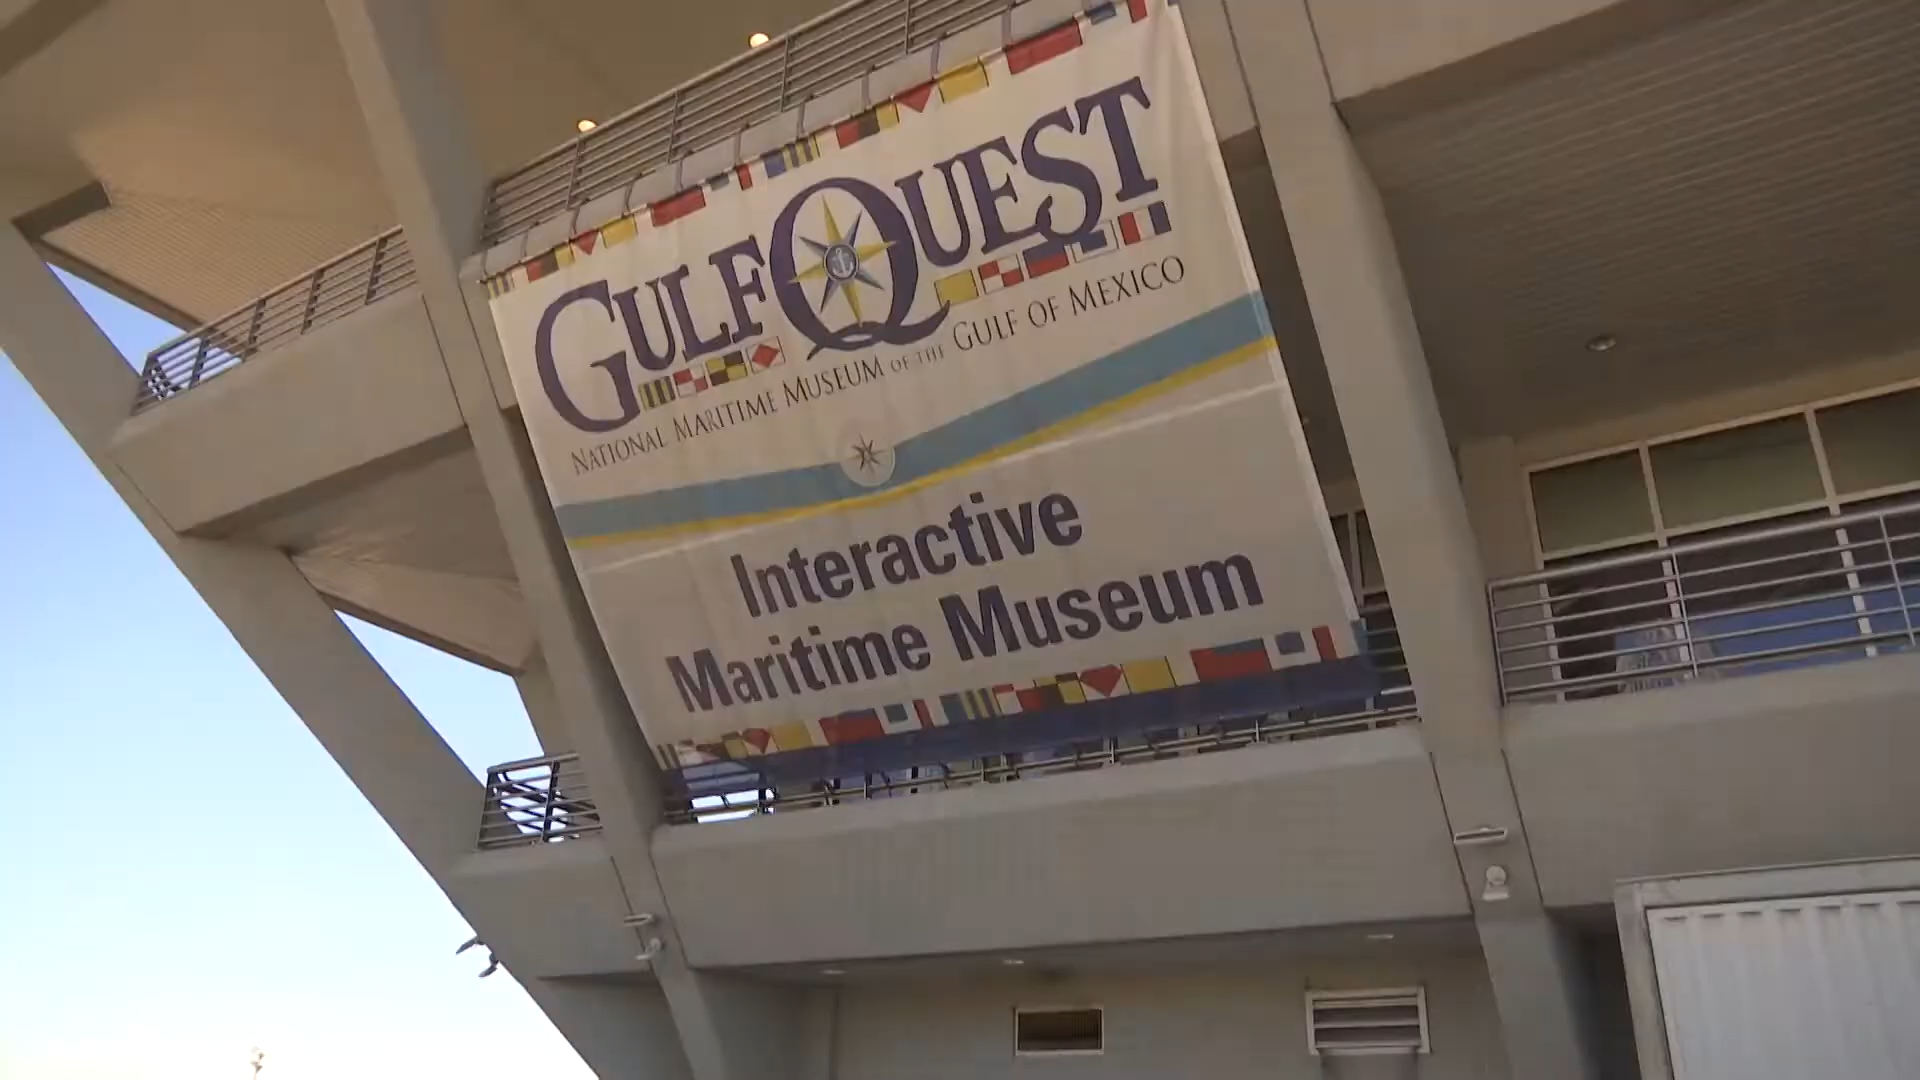 GULFQUEST
NATIONAL MARITIME MUSEUM OF THE GULF OF MEXICO
Interactive
Maritime Museum